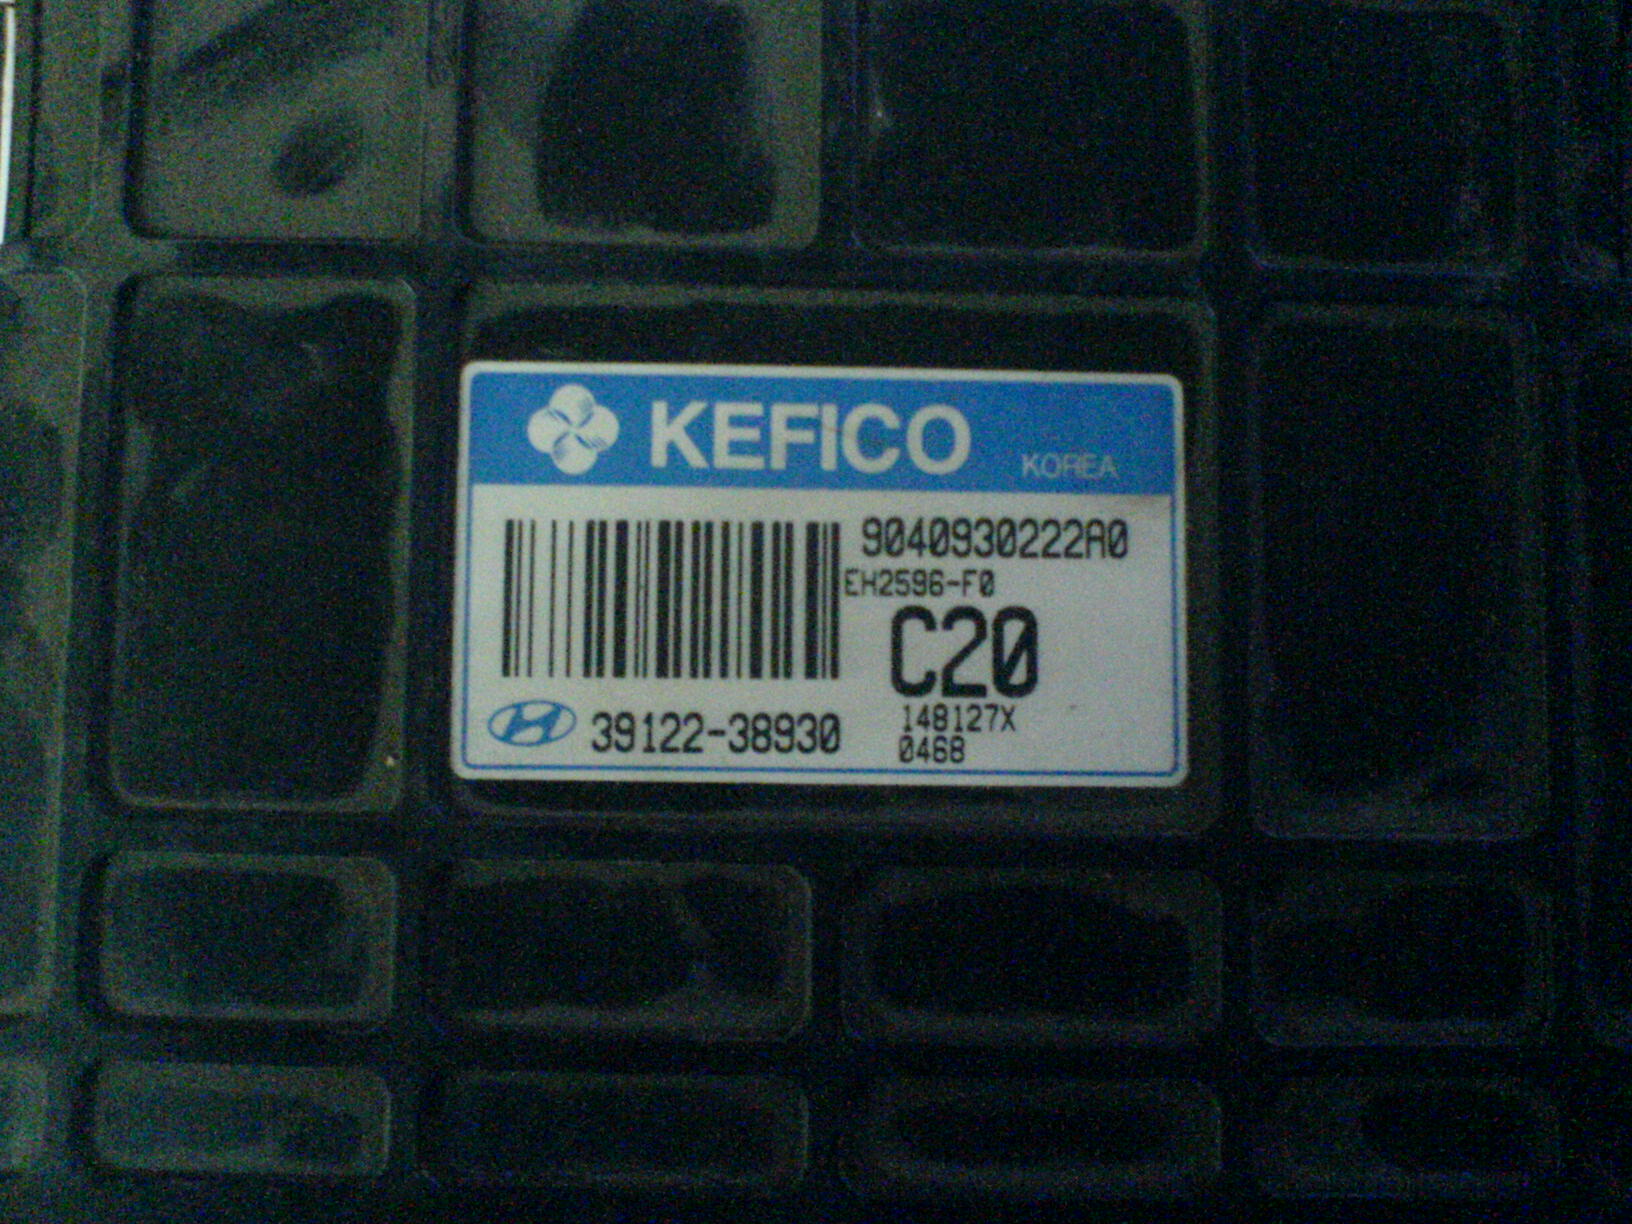 KEFICO KOREA
9040930222A0
EH2596-F0
C20
148127X
39122-38930
0468